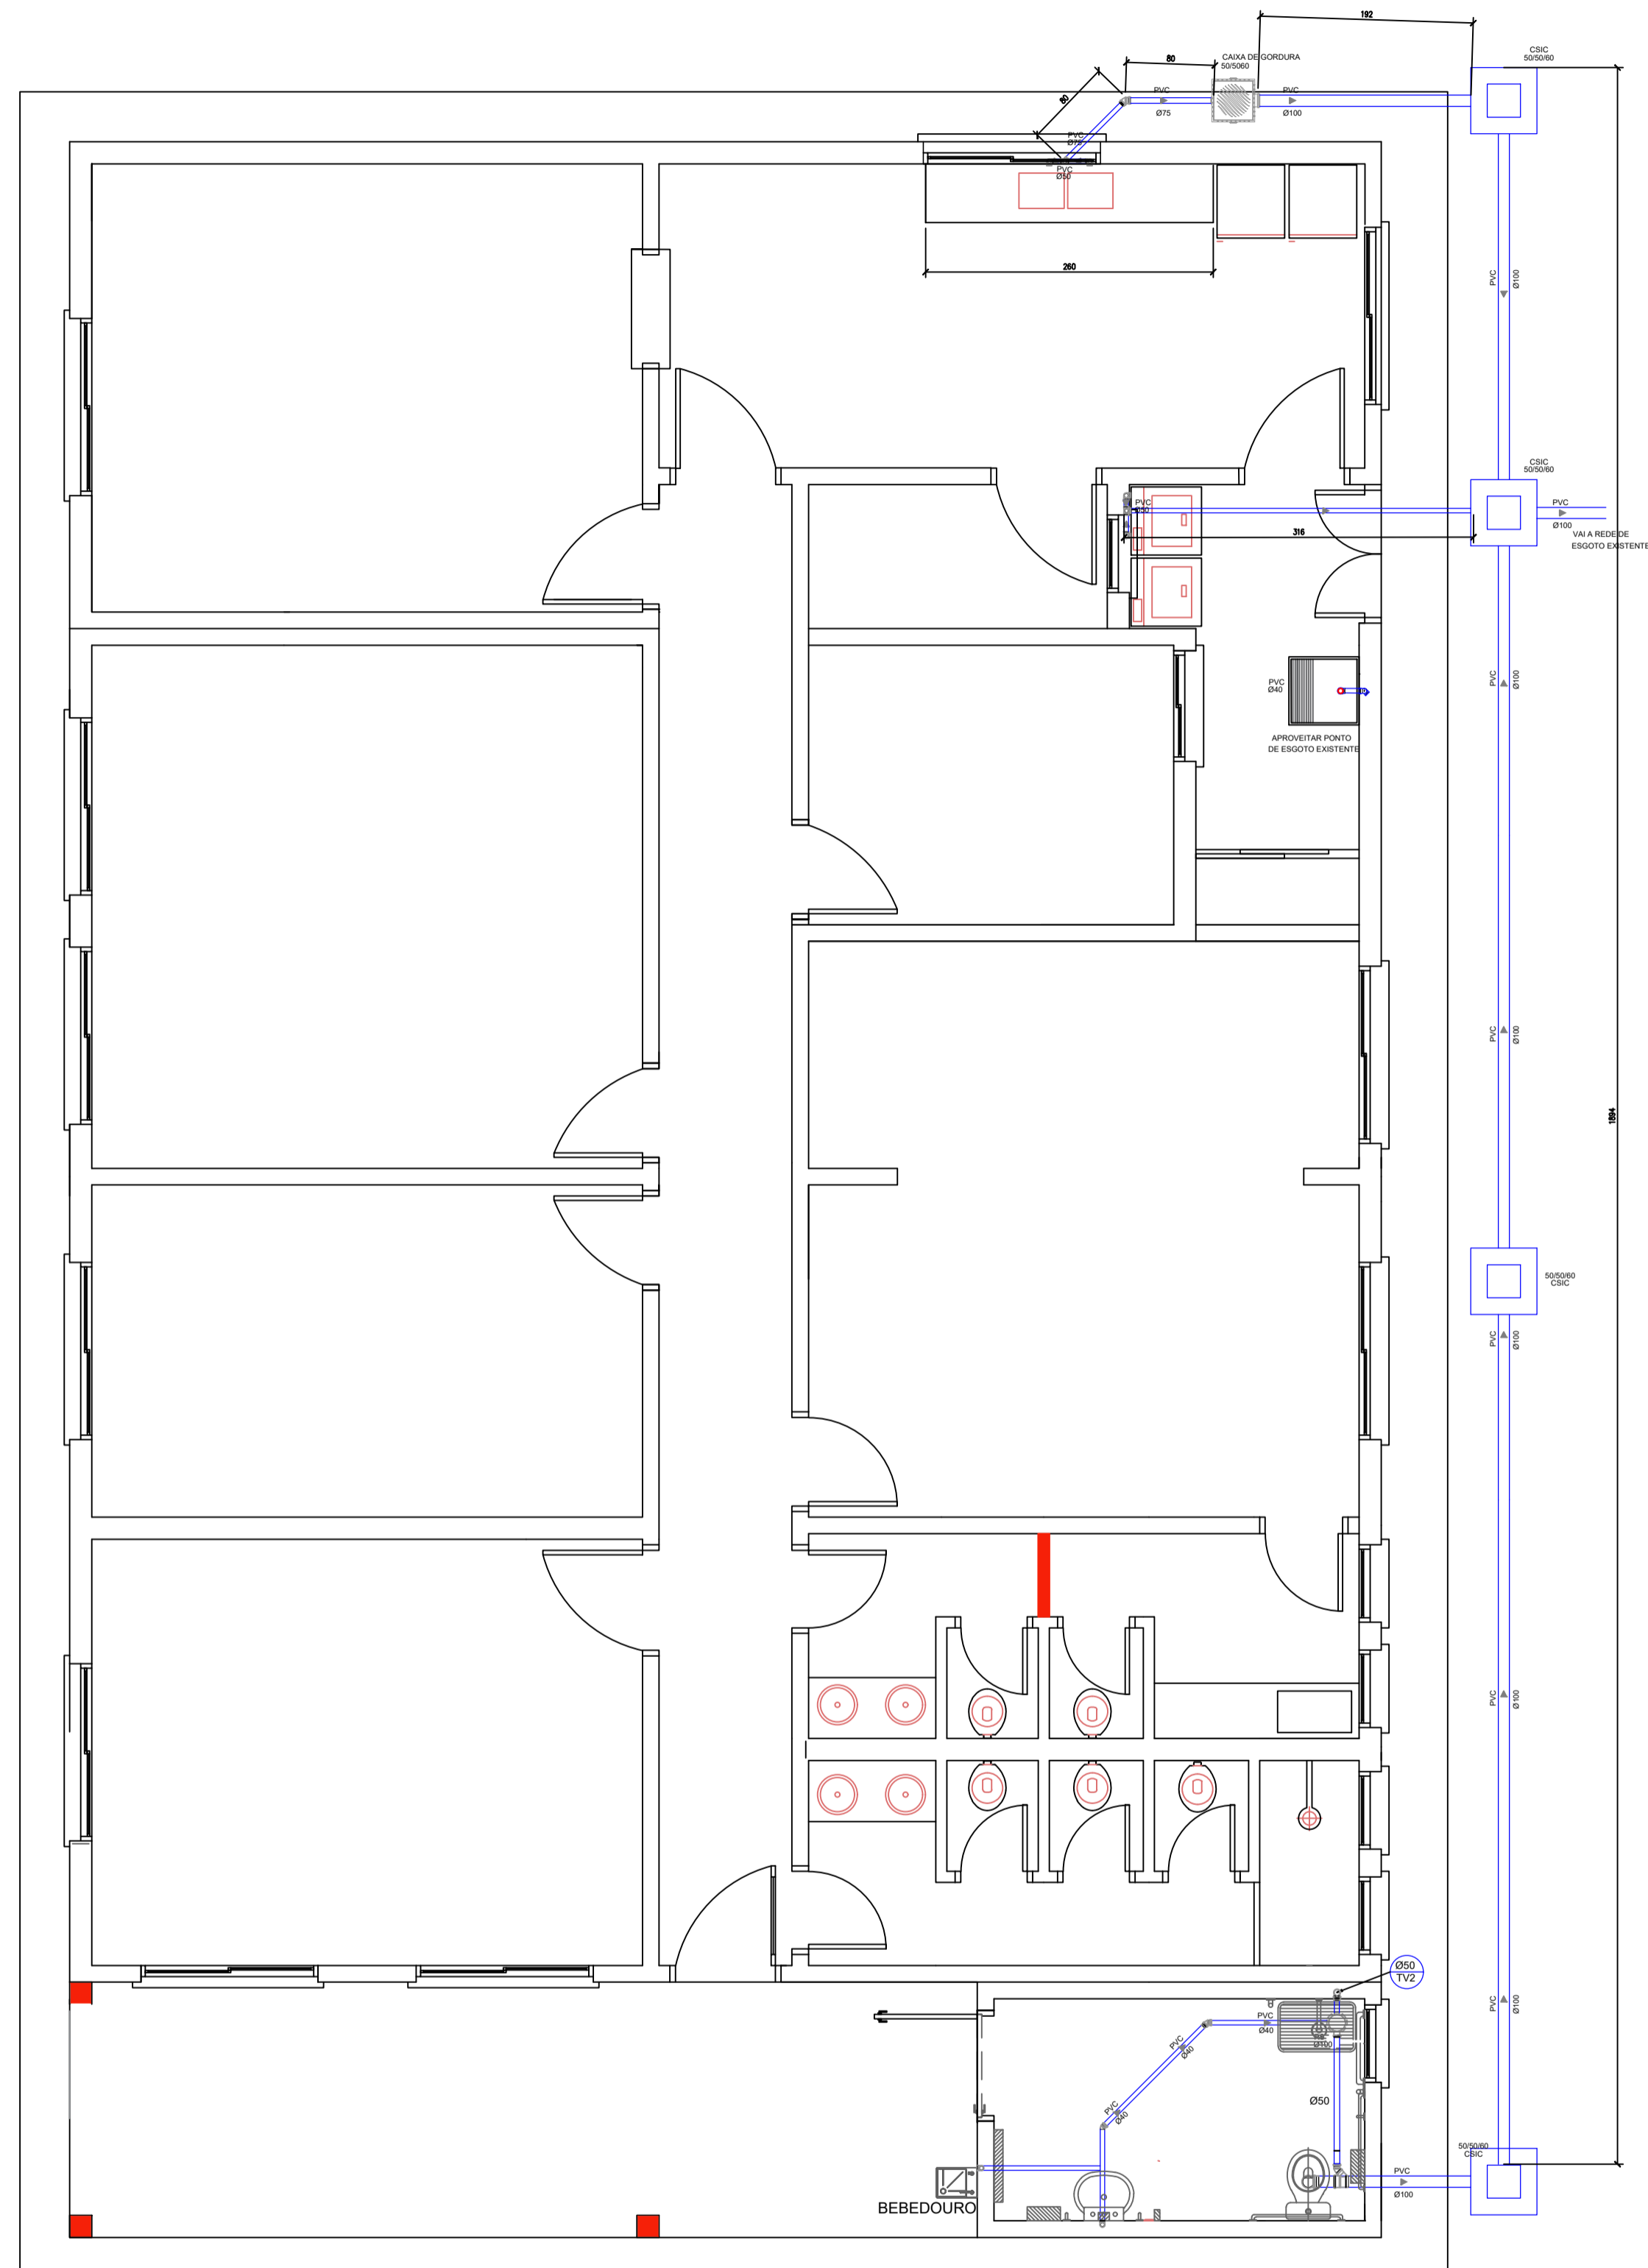 192
CSIC
50/50/60
80
CAIXA DE GORDURA
50/5060
PVC
Ø75
PVC
Ø100
PVC
Ø75
PVC
Ø50
260
PVC
Ø100
CSIC
50/50/60
PVC
Ø50
PVC
Ø100
VAI A REDE DE
ESGOTO EXISTENTE
316
PVC
Ø100
PVC
Ø40
APROVEITAR PONTO
DE ESGOTO EXISTENTE
PVC
Ø100
1894
50/50/60
CSIC
PVC
Ø100
PVC
Ø100
Ø50
TV2
PVC
Ø100
PVC
Ø40
PVC
Ø40
Ø100
PVC
Ø40
Ø50
50/50/60
CSIC
PVC
Ø100
BEBEDOURO